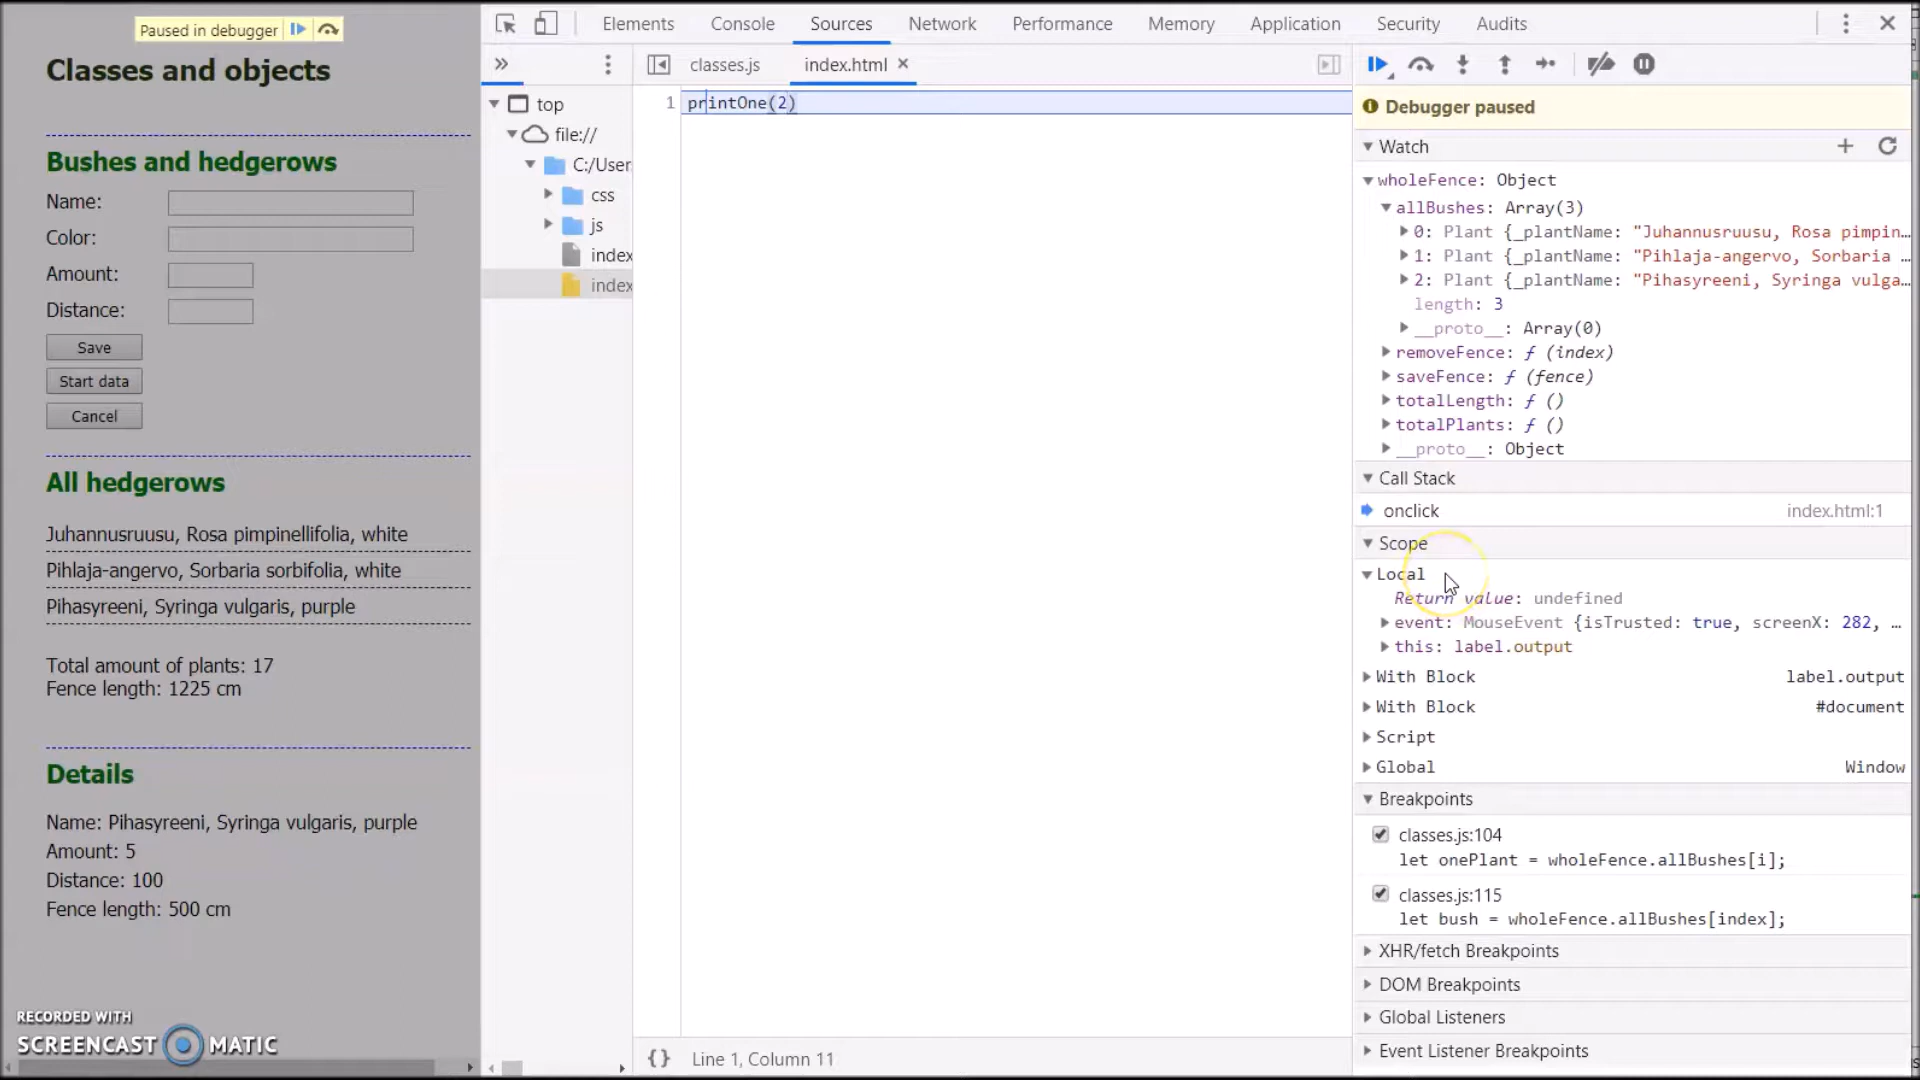 Paused in debugger
Classes and objects
Bushes and hedgerows
Name:
Color:
Amount:
Distance:
Save
Start data
Cancel
All hedgerows
Juhannusruusu, Rosa pimpinellifolia, white
Pihlaja-angervo, Sorbaria sorbifolia, white
Pihasyreeni, Syringa vulgaris, purple
Total amount of plants: 17
Fence length: 1225 cm
Details
Name: Pihasyreeni, Syringa vulgaris, purple
Amount: 5
Distance: 100
Fence length: 500 cm
RECORDED WITH
SCREENCAST MATIC
Elements Console Sources Network Performance Memory Application Security Audits
» classes.js index.html ×
top
file://
C:/User
css
js
index
index
1 printOne(2)
{} Line 1, Column 11
Debugger paused
Watch
wholeFence: Object
allBushes: Array(3)
0: Plant {_plantName: "Juhannusruusu, Rosa pimpin…
1: Plant {_plantName: "Pihlaja-angervo, Sorbaria …
2: Plant {_plantName: "Pihasyreeni, Syringa vulga…
length: 3
__proto__: Array(0)
removeFence: ƒ (index)
saveFence: ƒ (fence)
totalLength: ƒ ()
totalPlants: ƒ ()
__proto__: Object
Call Stack
onclick index.html:1
Scope
Local
Return value: undefined
event: MouseEvent {isTrusted: true, screenX: 282, …
this: label.output
With Block label.output
With Block #document
Script
Global Window
Breakpoints
classes.js:104
let onePlant = wholeFence.allBushes[i];
classes.js:115
let bush = wholeFence.allBushes[index];
XHR/fetch Breakpoints
DOM Breakpoints
Global Listeners
Event Listener Breakpoints